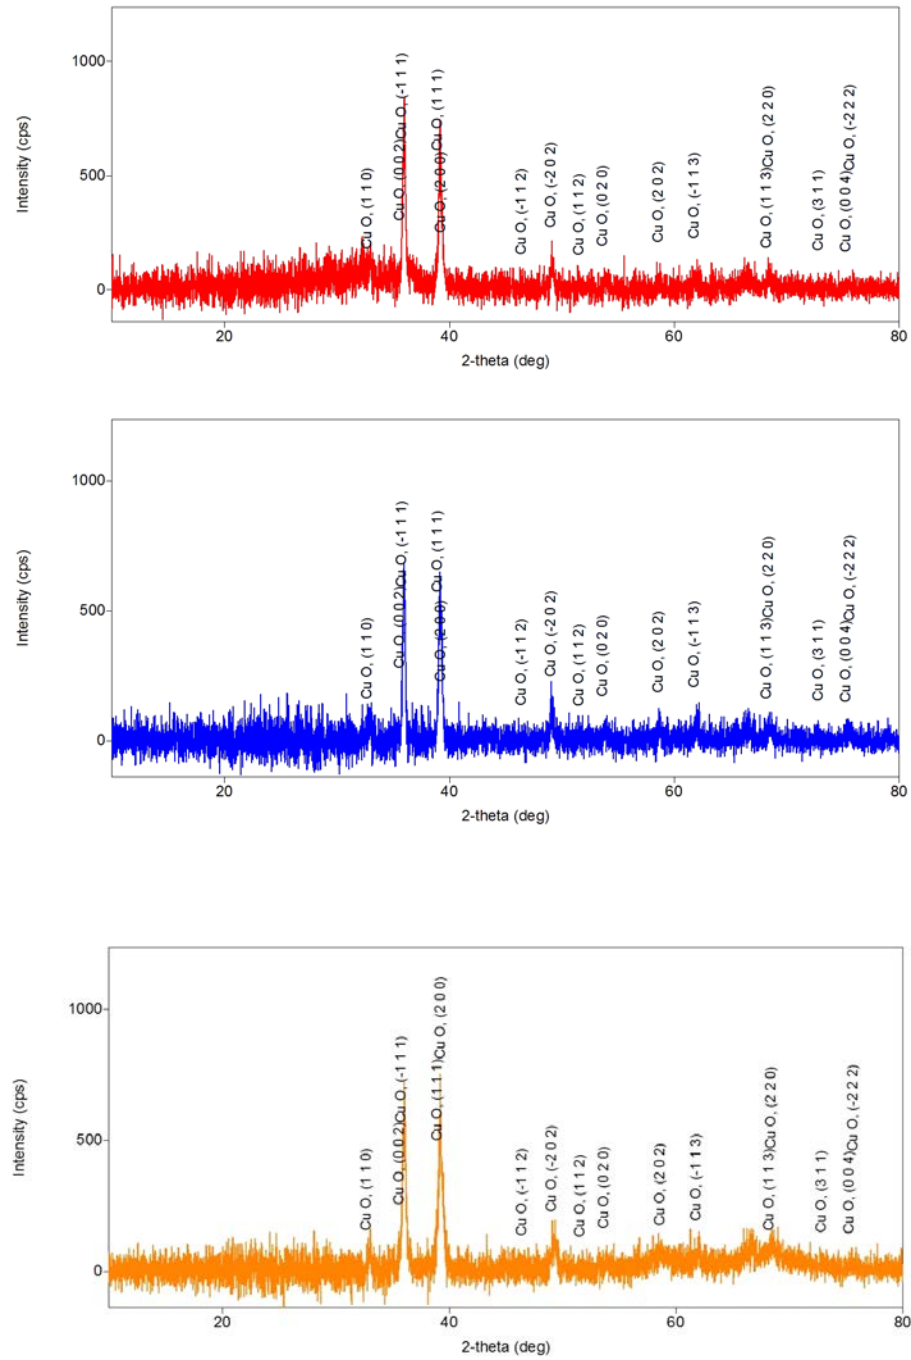 Intensity (cps)
1000
500
0
Cu O, (1 1 0)
Cu O, (0 0 2)Cu O, (-1 1 1)
Cu O, (2 0 0)Cu O, (1 1 1)
Cu O, (-1 1 2)
Cu O, (-2 0 2)
Cu O, (1 1 2)
Cu O, (0 2 0)
Cu O, (2 0 2)
Cu O, (-1 1 3)
Cu O, (1 1 3)Cu O, (2 2 0)
Cu O, (3 1 1)
Cu O, (0 0 4)Cu O, (-2 2 2)
20 40 60 80
2-theta (deg)
Intensity (cps)
1000
500
0
Cu O, (1 1 0)
Cu O, (0 0 2)Cu O, (-1 1 1)
Cu O, (2 0 0) Cu O, (1 1 1)
Cu O, (-1 1 2)
Cu O, (-2 0 2)
Cu O, (1 1 2)
Cu O, (0 2 0)
Cu O, (2 0 2)
Cu O, (-1 1 3)
Cu O, (1 1 3)Cu O, (2 2 0)
Cu O, (3 1 1)
Cu O, (0 0 4)Cu O, (-2 2 2)
20 40 60 80
2-theta (deg)
Intensity (cps)
1000
500
0
Cu O, (1 1 0)
Cu O, (0 0 2)Cu O, (-1 1 1)
Cu O, (1 1 1)Cu O, (2 0 0)
Cu O, (-1 1 2)
Cu O, (-2 0 2)
Cu O, (1 1 2)
Cu O, (0 2 0)
Cu O, (2 0 2)
Cu O, (-1 1 3)
Cu O, (1 1 3)Cu O, (2 2 0)
Cu O, (3 1 1)
Cu O, (0 0 4)Cu O, (-2 2 2)
20 40 60 80
2-theta (deg)